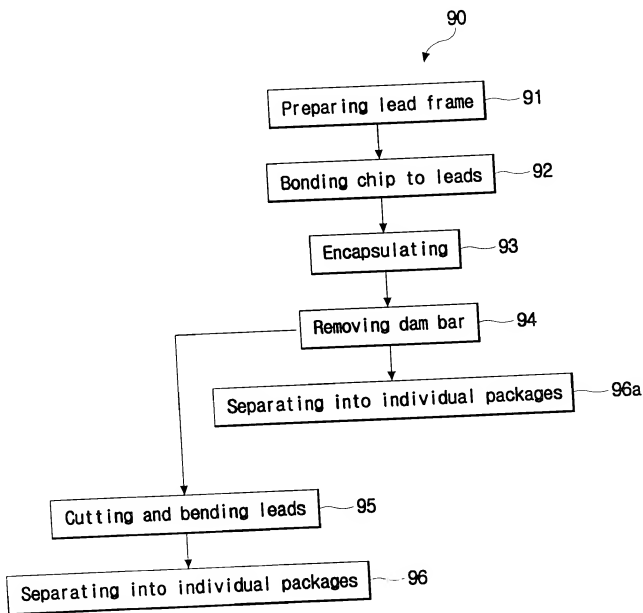 90
Preparing lead frame 91
Bonding chip to leads 92
Encapsulating 93
Removing dam bar 94
Separating into individual packages 96a
Cutting and bending leads 95
Separating into individual packages 96